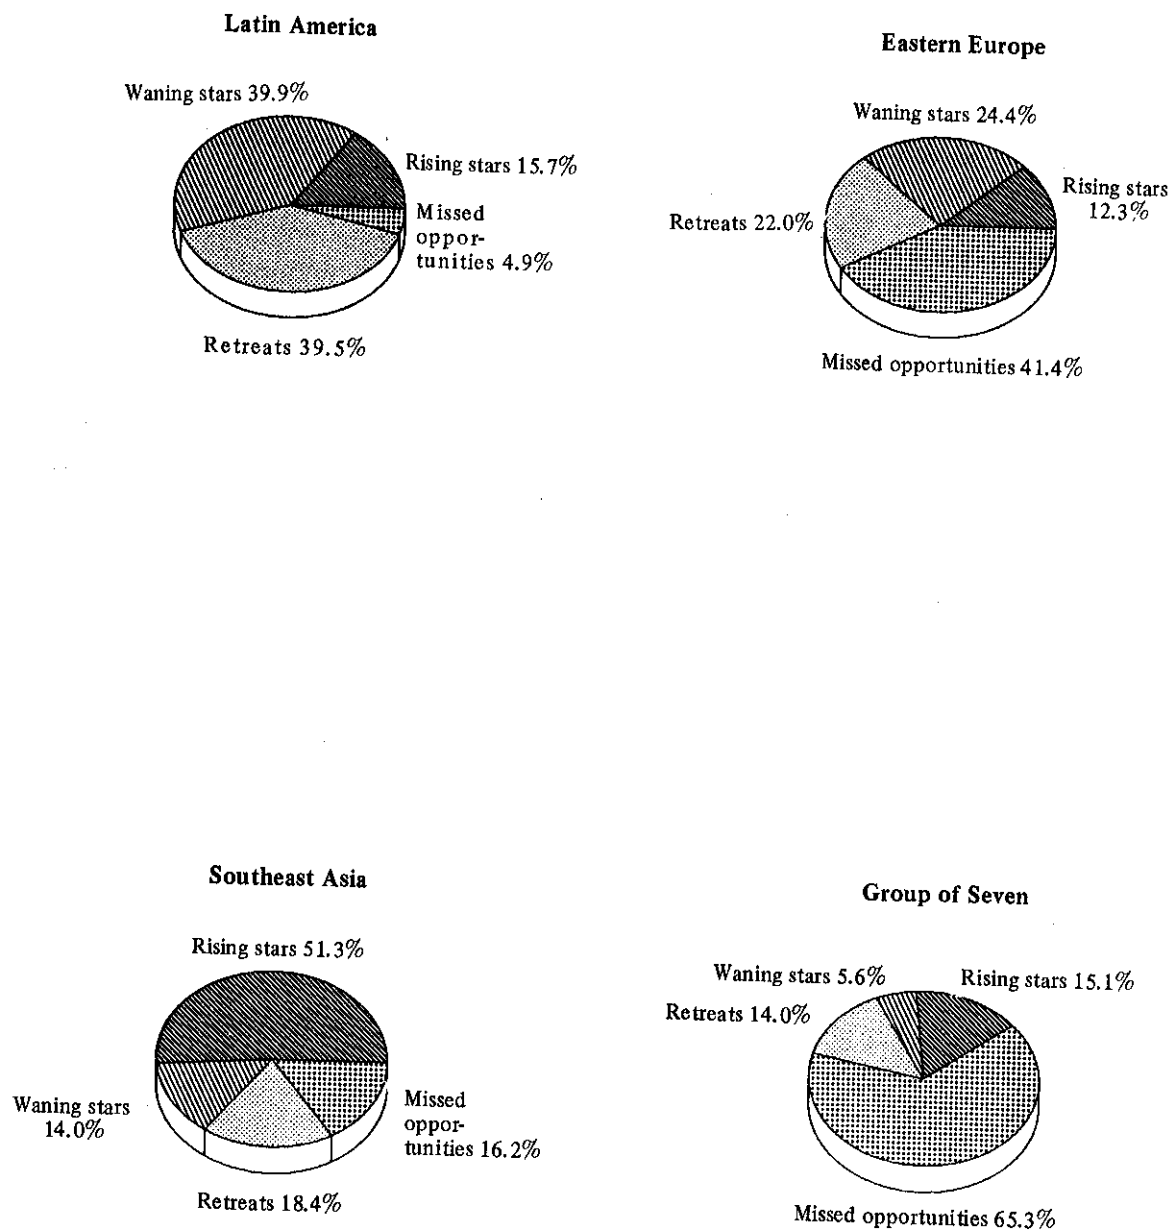 Latin America
Waning stars 39.9%
Rising stars 15.7%
Missed
oppor-
tunities 4.9%
Retreats 39.5%
Eastern Europe
Waning stars 24.4%
Rising stars
12.3%
Retreats 22.0%
Missed opportunities 41.4%
Southeast Asia
Rising stars 51.3%
Waning stars
14.0%
Missed
oppor-
tunities 16.2%
Retreats 18.4%
Group of Seven
Waning stars 5.6%
Rising stars 15.1%
Retreats 14.0%
Missed opportunities 65.3%